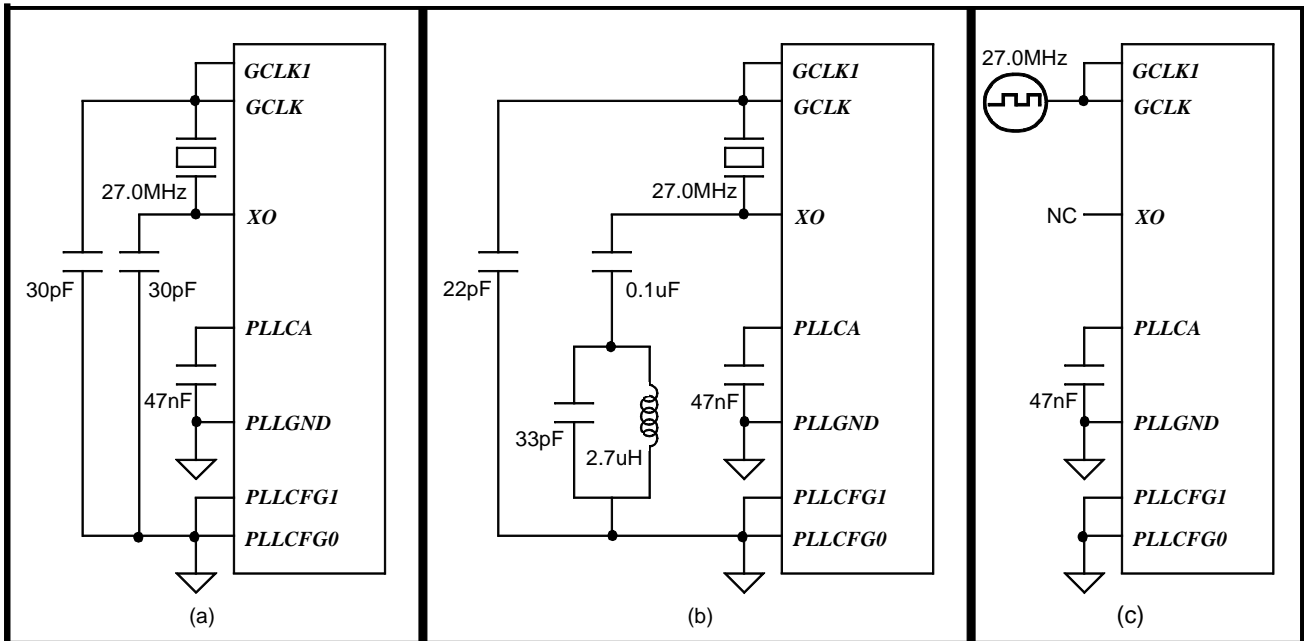 GCLK1
GCLK
27.0MHz
XO
30pF
30pF
PLLCA
47nF
PLLGND
PLLCFG1
PLLCFG0
(a)
GCLK1
GCLK
27.0MHz
XO
22pF
0.1uF
PLLCA
47nF
PLLGND
33pF
2.7uH
PLLCFG1
PLLCFG0
(b)
27.0MHz
GCLK1
GCLK
NC
XO
PLLCA
47nF
PLLGND
PLLCFG1
PLLCFG0
(c)